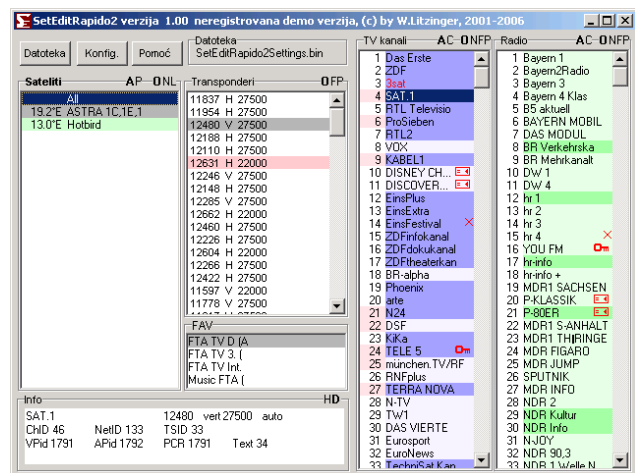 SetEditRapido2 verzija 1.00 neregistrovana demo verzija, (c) by W.Litzinger, 2001-2006
Datoteka
Konfig.
Pomoć
Datoteka
SetEditRapido2Settings.bin
Sateliti AP ONL
All
19.2°E ASTRA 1C,1E,1
13.0°E Hotbird
Transponderi OFP
11837 H 27500
11954 H 27500
12480 V 27500
12188 H 27500
12110 H 27500
12631 H 22000
12246 V 27500
12148 H 27500
12285 V 27500
12662 H 22000
12460 H 27500
12226 H 27500
12604 H 22000
12266 H 27500
12422 H 27500
11597 V 22000
11778 V 27500
FAV
FTA TV D (A
FTA TV 3. (
FTA TV Int.
Music FTA (
TV kanali AC ONFP
1 Das Erste
2 ZDF
3 3sat
4 SAT.1
5 RTL Televisio
6 ProSieben
7 RTL2
8 VOX
9 KABEL1
10 DISNEY CH...
11 DISCOVER...
12 EinsPlus
13 EinsExtra
14 EinsFestival
15 ZDFinfokanal
16 ZDFdokukanal
17 ZDFtheaterkan
18 BR-alpha
19 Phoenix
20 arte
21 N24
22 DSF
23 KiKa
24 TELE 5
25 münchen.TV/RF
26 RNFplus
27 TERRA NOVA
28 N-TV
29 TW1
30 DAS VIERTE
31 Eurosport
32 EuroNews
33 TechniSat Kan
Radio AC ONFP
1 Bayern 1
2 Bayern2Radio
3 Bayern 3
4 Bayern 4 Klas
5 B5 aktuell
6 BAYERN MOBIL
7 DAS MODUL
8 BR Verkehrska
9 BR Mehrkanalt
10 DW 1
11 DW 4
12 hr 1
13 hr 2
14 hr 3
15 hr 4
16 YOU FM
17 hr-info
18 hr-info +
19 MDR1 SACHSEN
20 P-KLASSIK
21 P-80ER
22 MDR1 S-ANHALT
23 MDR1 THšRINGE
24 MDR FIGARO
25 MDR JUMP
26 SPUTNIK
27 MDR INFO
28 NDR 2
29 NDR Kultur
30 NDR Info
31 N-JOY
32 NDR 90,3
33 NDR 1 Welle N
Info HD
SAT.1 12480 vert 27500 auto
ChID 46 NetID 133 TSID 33
VPid 1791 APid 1792 PCR 1791 Text 34